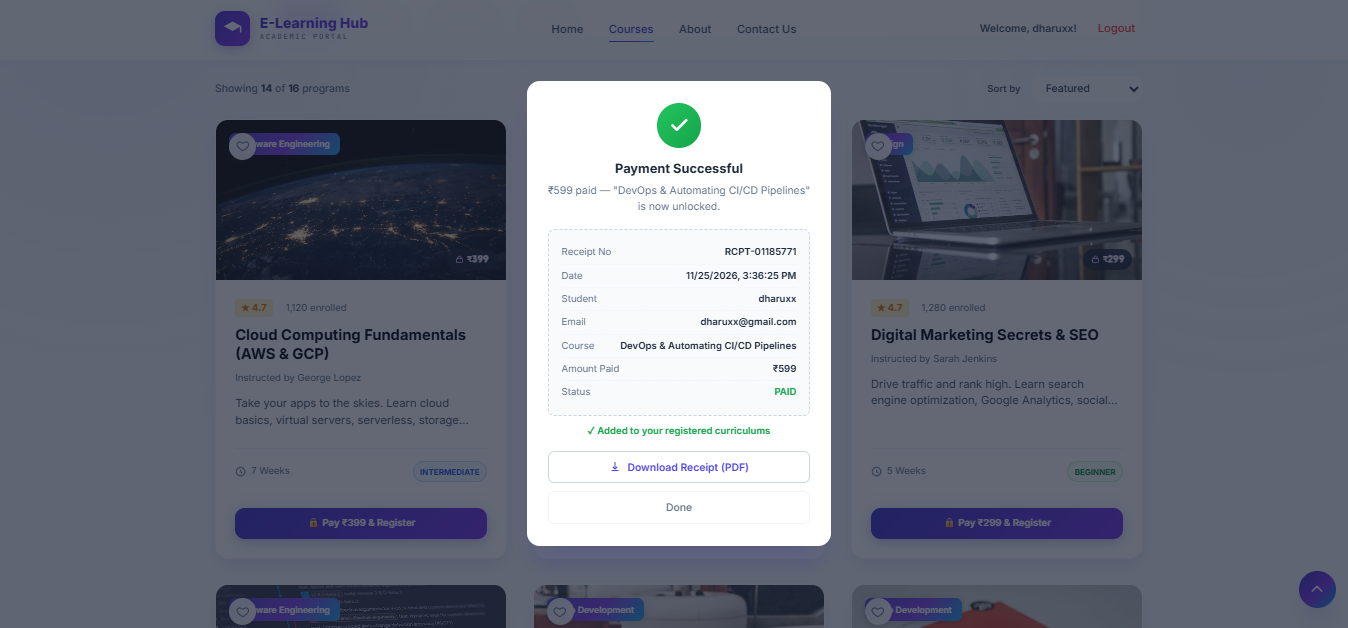 E-Learning Hub
ACADEMIC PORTAL
Home
Courses
About
Contact Us
Welcome, dharuxx!
Logout
Showing 14 of 16 programs
Sort by
Featured
ware Engineering
₹399
★ 4.7
1,120 enrolled
Cloud Computing Fundamentals
(AWS & GCP)
Instructed by George Lopez
Take your apps to the skies. Learn cloud
basics, virtual servers, serverless, storage...
7 Weeks
INTERMEDIATE
Pay ₹399 & Register
Payment Successful
₹599 paid — "DevOps & Automating CI/CD Pipelines"
is now unlocked.
Receipt No RCPT-01185771
Date 11/25/2026, 3:36:25 PM
Student dharuxx
Email dharuxx@gmail.com
Course DevOps & Automating CI/CD Pipelines
Amount Paid ₹599
Status PAID
✓ Added to your registered curriculums
Download Receipt (PDF)
Done
₹299
★ 4.7
1,280 enrolled
Digital Marketing Secrets & SEO
Instructed by Sarah Jenkins
Drive traffic and rank high. Learn search
engine optimization, Google Analytics, social...
5 Weeks
BEGINNER
Pay ₹299 & Register
ware Engineering
Development
Development